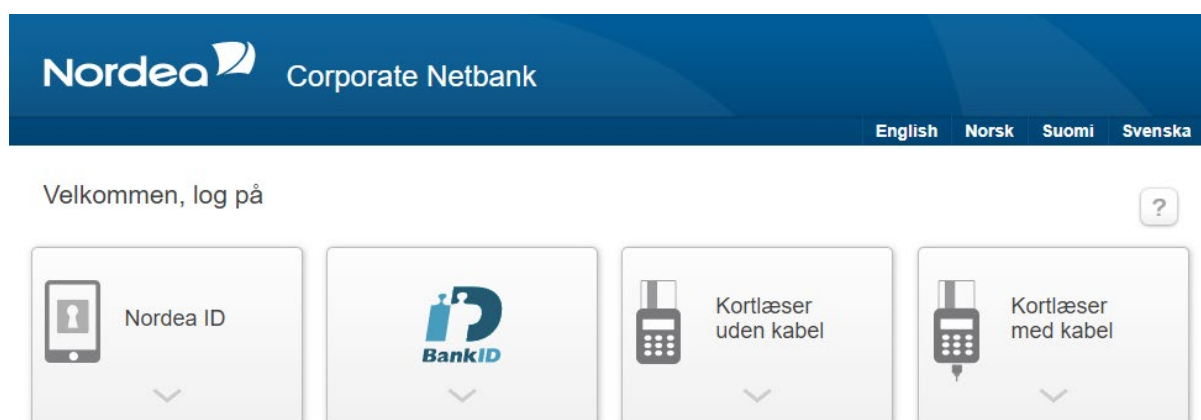 Nordea Corporate Netbank
English Norsk Suomi Svenska
Velkommen, log på
?
Nordea ID
BankID
Kortlæser
uden kabel
Kortlæser
med kabel